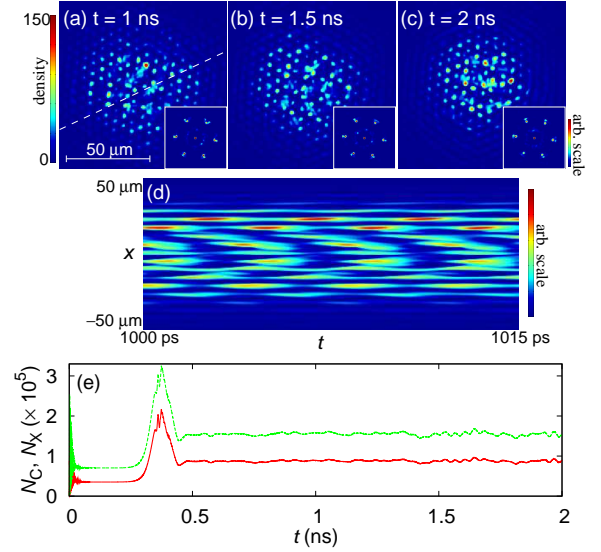 150
density
0
(a) t = 1 ns
(b) t = 1.5 ns
(c) t = 2 ns
50 μm
arb. scale
(d)
50 μm
x
−50 μm
1000 ps
t
1015 ps
arb. scale
(e)
N_C, N_X (× 10^5)
3
2
1
0
0
0.5
1
1.5
2
t (ns)